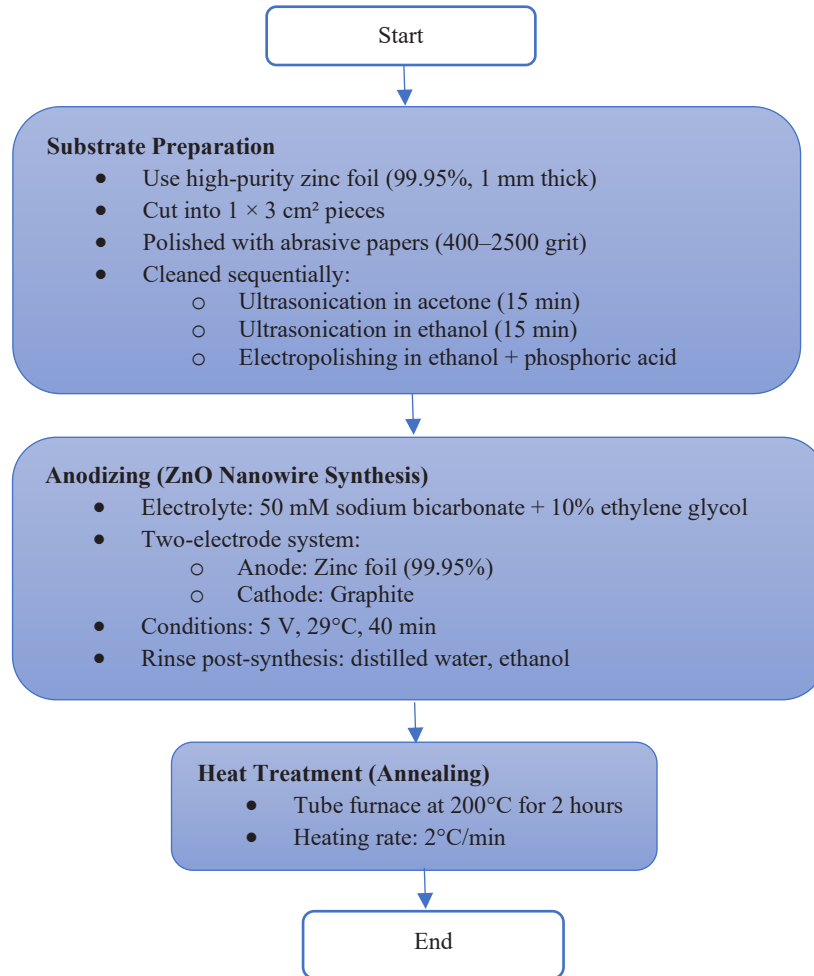 Start
Substrate Preparation
• Use high-purity zinc foil (99.95%, 1 mm thick)
• Cut into 1 × 3 cm² pieces
• Polished with abrasive papers (400–2500 grit)
• Cleaned sequentially:
o Ultrasonication in acetone (15 min)
o Ultrasonication in ethanol (15 min)
o Electropolishing in ethanol + phosphoric acid
Anodizing (ZnO Nanowire Synthesis)
• Electrolyte: 50 mM sodium bicarbonate + 10% ethylene glycol
• Two-electrode system:
o Anode: Zinc foil (99.95%)
o Cathode: Graphite
• Conditions: 5 V, 29°C, 40 min
• Rinse post-synthesis: distilled water, ethanol
Heat Treatment (Annealing)
• Tube furnace at 200°C for 2 hours
• Heating rate: 2°C/min
End